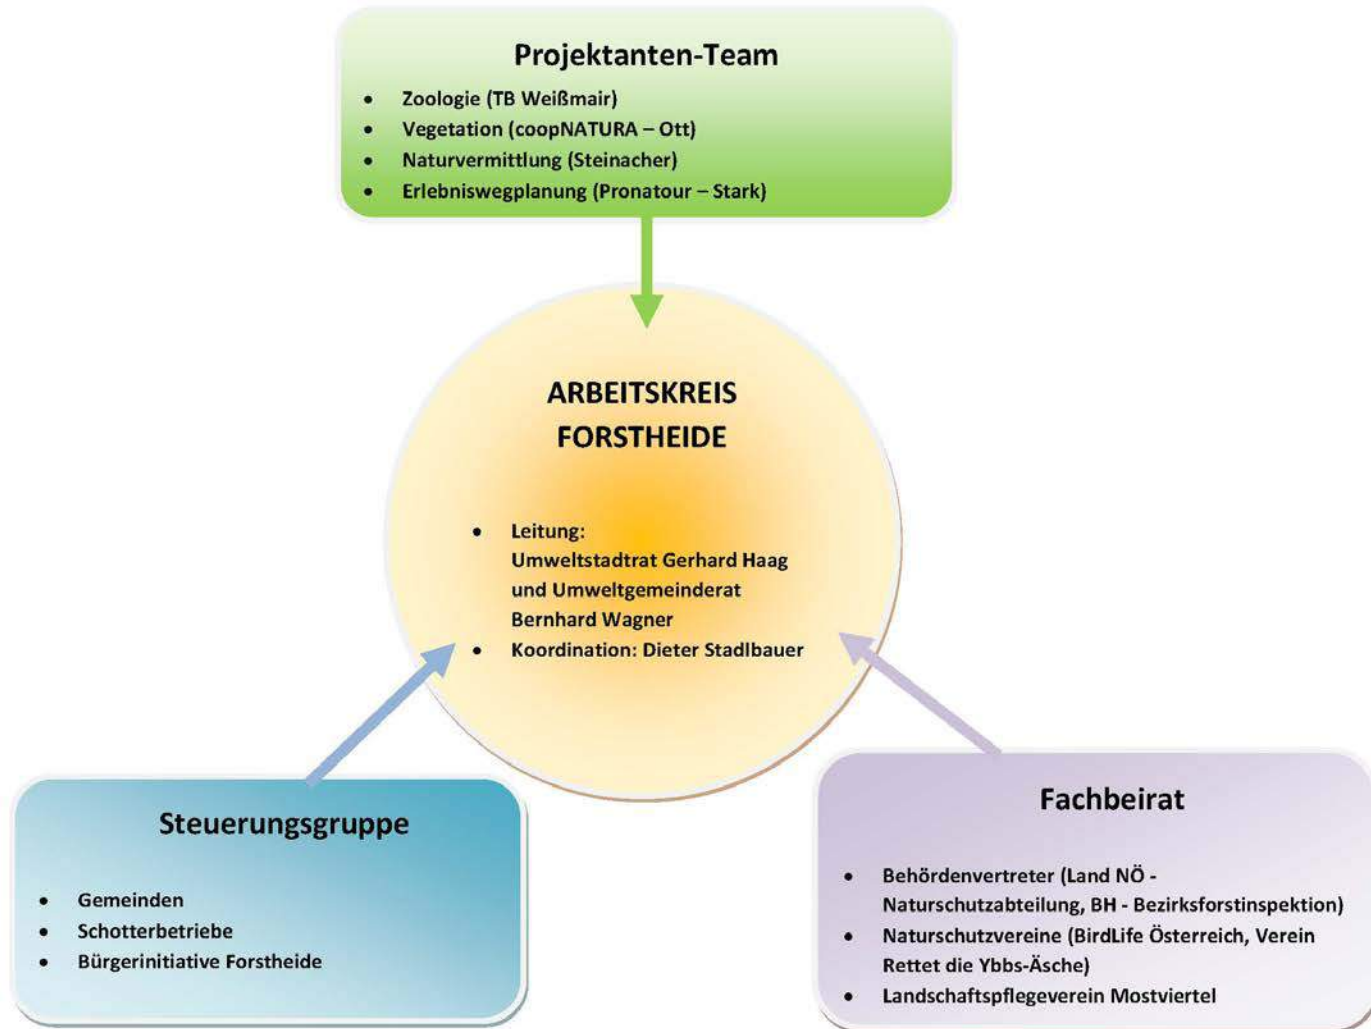 Projektanten-Team
• Zoologie (TB Weißmair)
• Vegetation (coopNATURA – Ott)
• Naturvermittlung (Steinacher)
• Erlebniswegplanung (Pronatour – Stark)
ARBEITSKREIS
FORSTHEIDE
• Leitung:
Umweltstadtrat Gerhard Haag
und Umweltgemeinderat
Bernhard Wagner
• Koordination: Dieter Stadlbauer
Steuerungsgruppe
• Gemeinden
• Schotterbetriebe
• Bürgerinitiative Forstheide
Fachbeirat
• Behördenvertreter (Land NÖ -
Naturschutzabteilung, BH - Bezirksforstinspektion)
• Naturschutzvereine (BirdLife Österreich, Verein
Rettet die Ybbs-Äsche)
• Landschaftspflegeverein Mostviertel